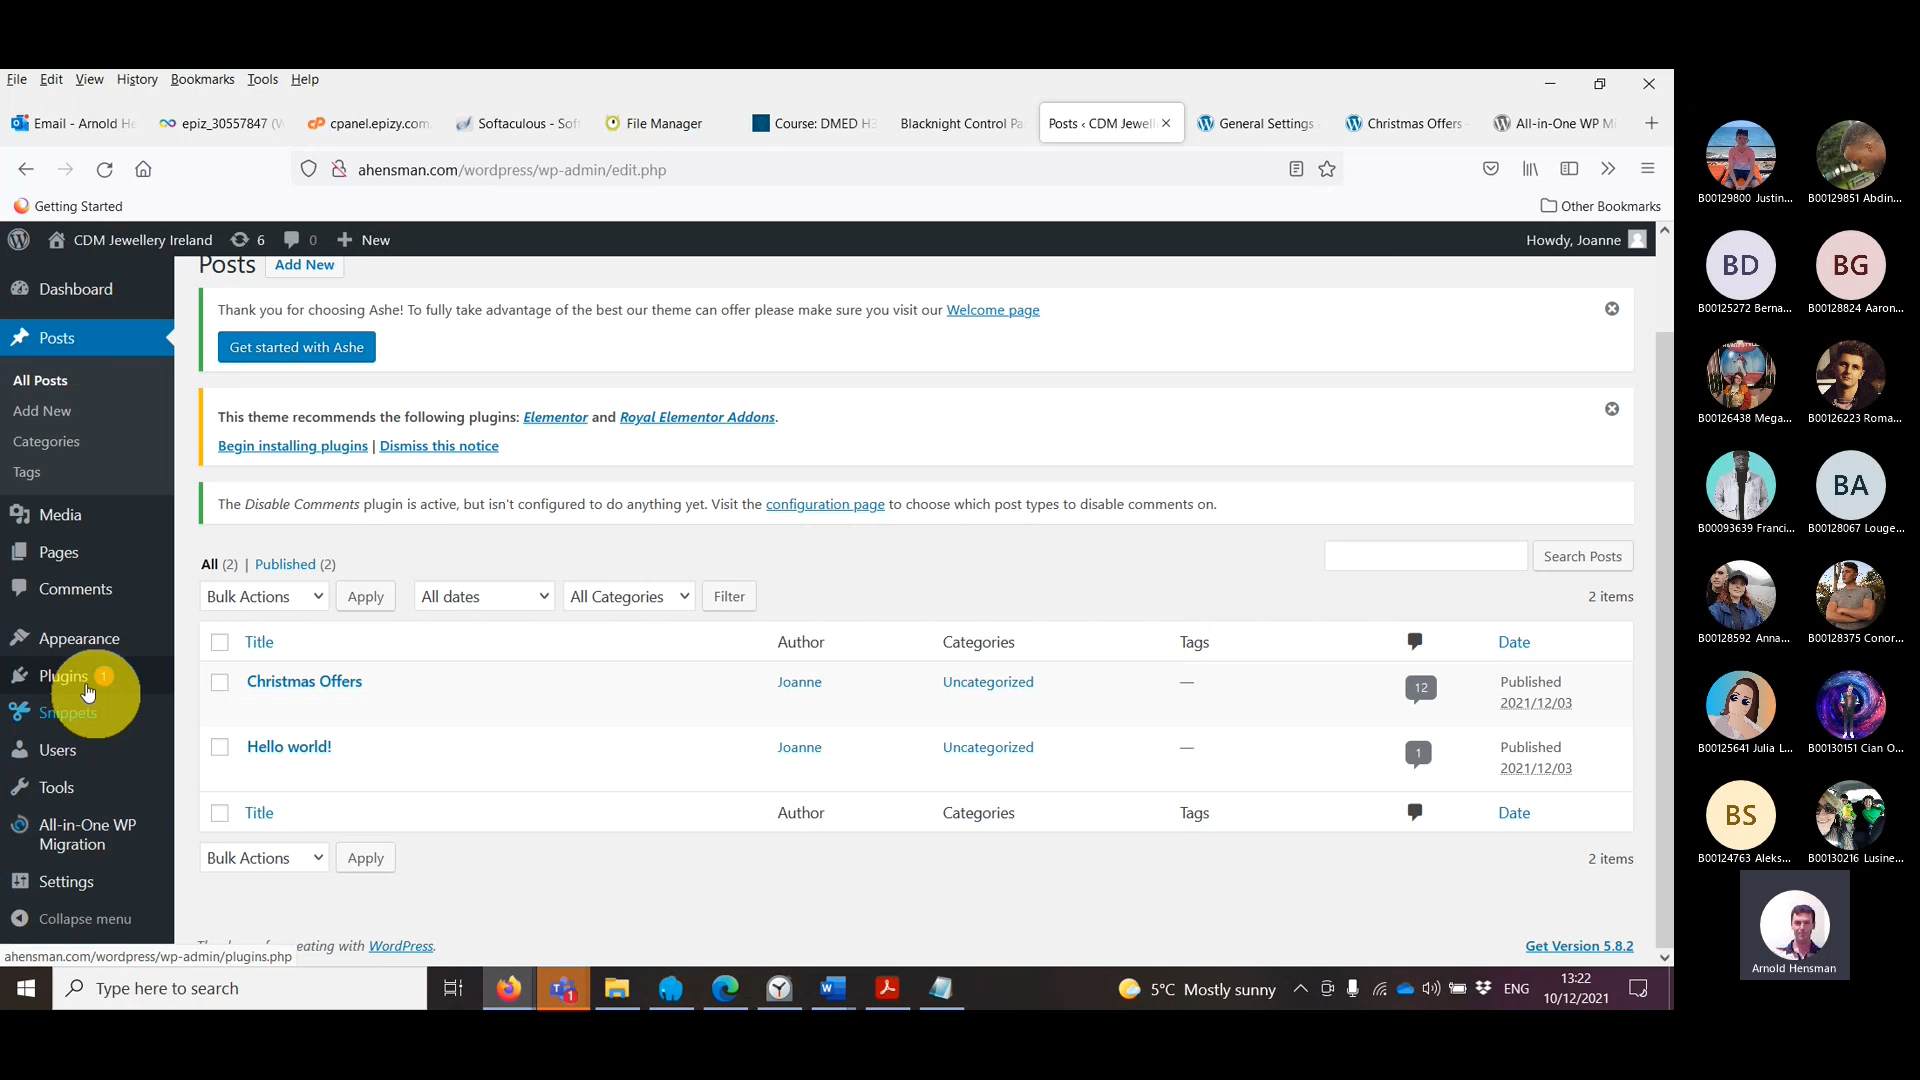 File Edit View History Bookmarks Tools Help
Email - Arnold He
epiz_30557847 (V
cpanel.epizy.com
Softaculous - Sof
File Manager
Course: DMED H3
Blacknight Control Pa
Posts ‹ CDM Jewell
General Settings
Christmas Offers -
All-in-One WP Mi
ahensman.com/wordpress/wp-admin/edit.php
Getting Started
Other Bookmarks
CDM Jewellery Ireland 6 0 New
Howdy, Joanne
Dashboard
Posts
All Posts
Add New
Categories
Tags
Media
Pages
Comments
Appearance
Plugins 1
Snippets
Users
Tools
All-in-One WP
Migration
Settings
Collapse menu
Posts Add New
Thank you for choosing Ashe! To fully take advantage of the best our theme can offer please make sure you visit our Welcome page
Get started with Ashe
This theme recommends the following plugins: Elementor and Royal Elementor Addons.
Begin installing plugins | Dismiss this notice
The Disable Comments plugin is active, but isn't configured to do anything yet. Visit the configuration page to choose which post types to disable comments on.
All (2) | Published (2)
Search Posts
Bulk Actions Apply All dates All Categories Filter
2 items
Title Author Categories Tags Date
Christmas Offers Joanne Uncategorized — 12 Published
2021/12/03
Hello world! Joanne Uncategorized — 1 Published
2021/12/03
Title Author Categories Tags Date
Bulk Actions Apply
2 items
eating with WordPress.
Get Version 5.8.2
ahensman.com/wordpress/wp-admin/plugins.php
Type here to search
1
5°C Mostly sunny
ENG
13:22
10/12/2021
B00129800 Justin...
B00129851 Abdin...
BD
BG
B00125272 Berna...
B00128824 Aaron...
B00126438 Mega...
B00126223 Roma...
BA
B00093639 Franci...
B00128067 Louge...
B00128592 Anna...
B00128375 Conor...
B00125641 Julia L...
B00130151 Cian O...
BS
B00124763 Aleks...
B00130216 Lusine...
Arnold Hensman